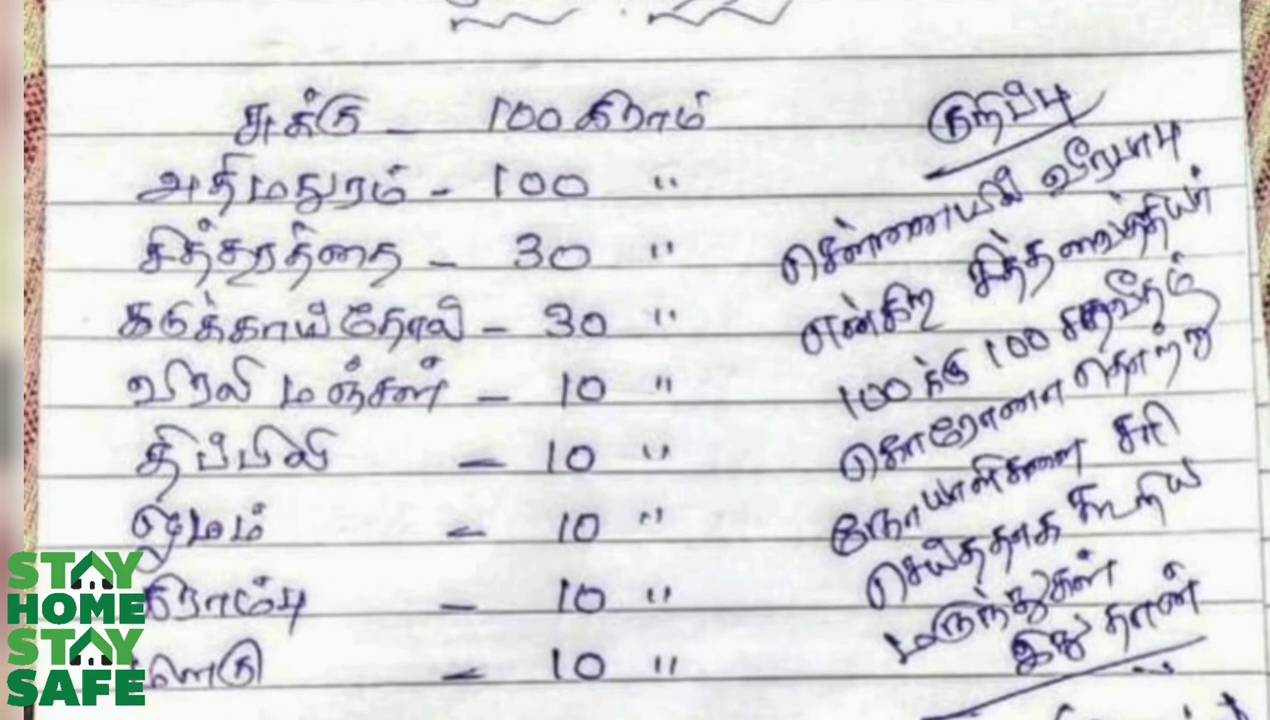 சுக்கு - 100 கிராம்
அதிமதுரம் - 100 "
சித்தரத்தை - 30 "
கடுக்காய்தோல் - 30 "
விரலி மஞ்சள் - 10 "
திப்பிலி - 10 "
ஓமம் - 10 "
கிராம்பு - 10 "
மிளகு - 10 "
குறிப்பு
சென்னையில் வீரபாபு
என்கிற சித்த வைத்தியர்
100க்கு 100 சதவீதம்
கொரோனா தொற்று
நோயாளிகளை சரி
செய்ததாக கூறிய
மருந்துகள்
இது தான்
STAY
HOME
STAY
SAFE